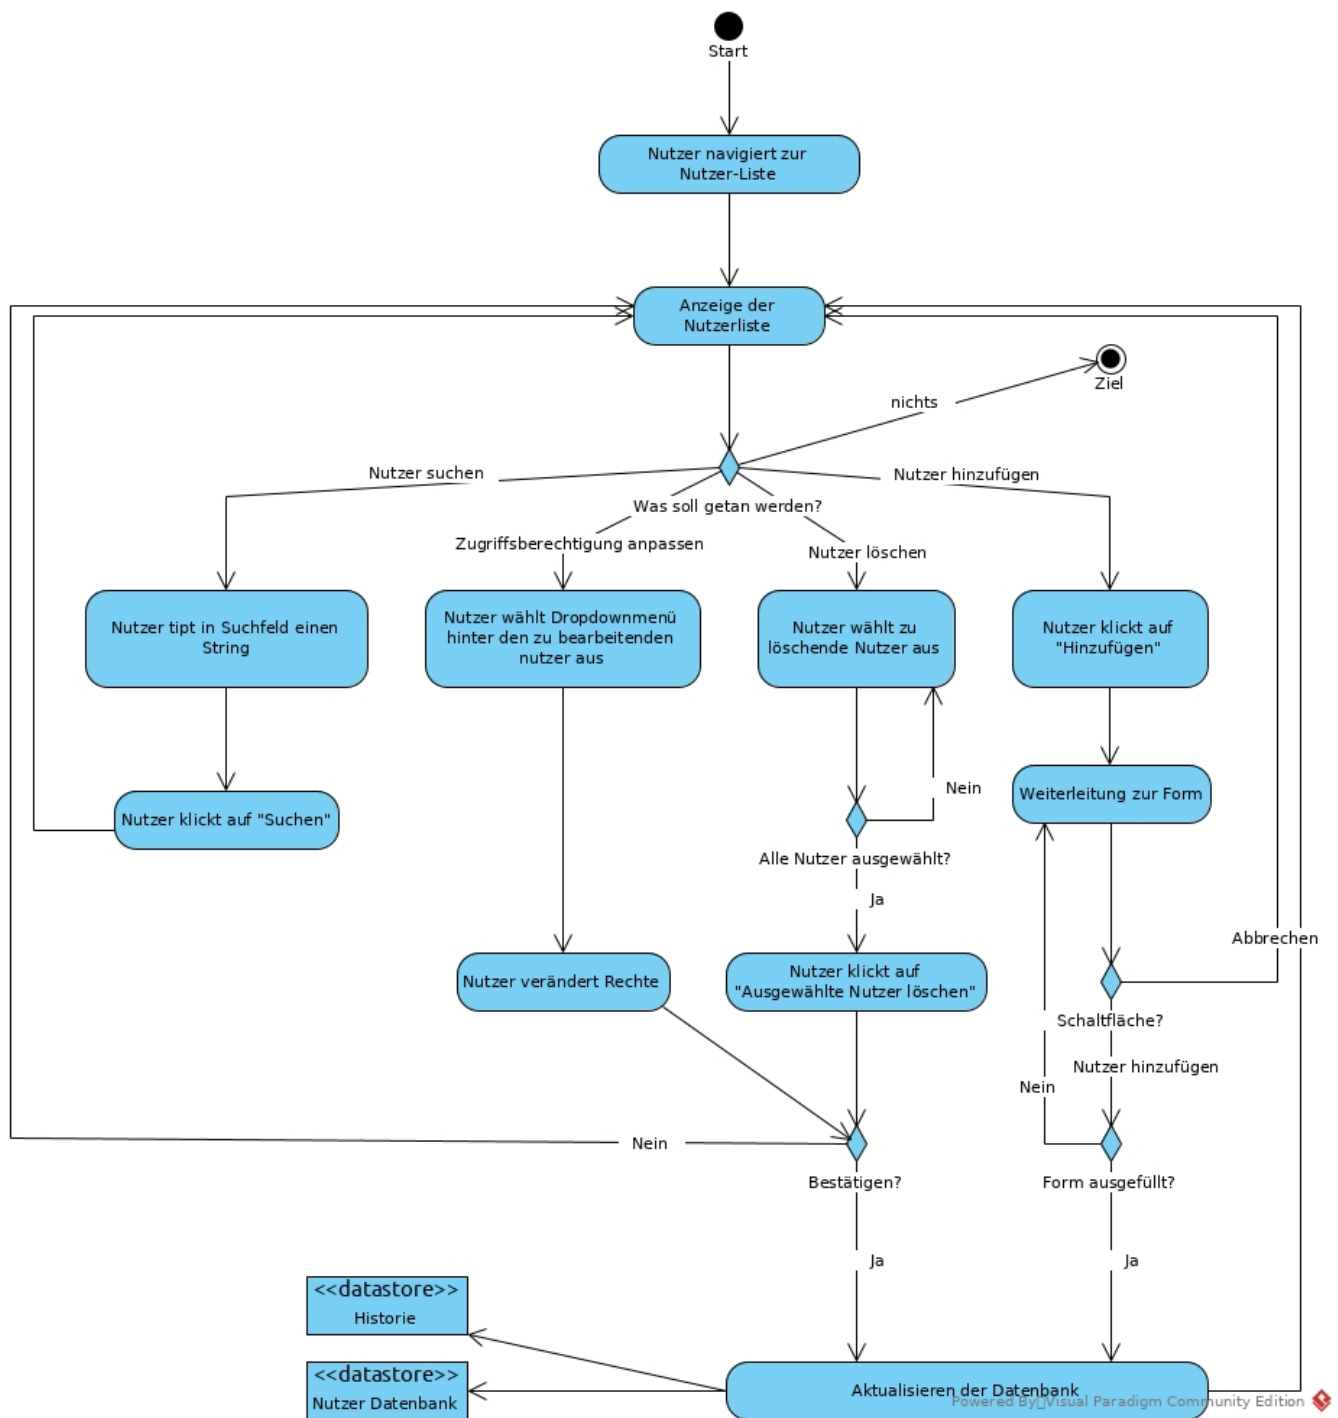 Start
Nutzer navigiert zur
Nutzer-Liste
Anzeige der
Nutzerliste
Ziel
nichts
Nutzer suchen
Nutzer hinzufügen
Was soll getan werden?
Zugriffsberechtigung anpassen
Nutzer löschen
Nutzer tipt in Suchfeld einen
String
Nutzer wählt Dropdownmenü
hinter den zu bearbeitenden
nutzer aus
Nutzer wählt zu
löschende Nutzer aus
Nutzer klickt auf
"Hinzufügen"
Nein
Weiterleitung zur Form
Nutzer klickt auf "Suchen"
Alle Nutzer ausgewählt?
Ja
Abbrechen
Nutzer verändert Rechte
Nutzer klickt auf
"Ausgewählte Nutzer löschen"
Schaltfläche?
Nutzer hinzufügen
Nein
Nein
Bestätigen?
Form ausgefüllt?
Ja
Ja
<<datastore>>
Historie
<<datastore>>
Nutzer Datenbank
Aktualisieren der Datenbank
Powered By Visual Paradigm Community Edition